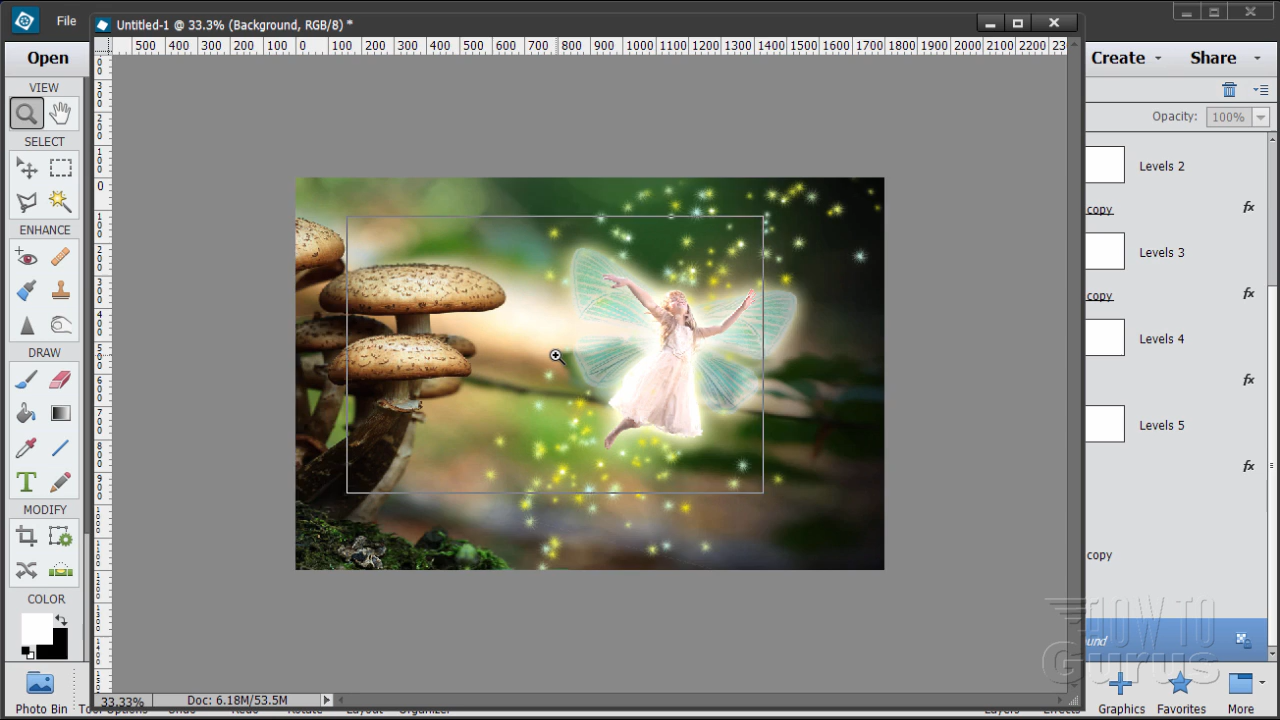 File
Untitled-1 @ 33.3% (Background, RGB/8) *
Open
Create
Share
500 400 300 200 100 0 100 200 300 400 500 600 700 800 900 1000 1100 1200 1300 1400 1500 1600 1700 1800 1900 2000 2100 2200 23
VIEW
Opacity: 100%
SELECT
Levels 2
copy
fx
ENHANCE
Levels 3
copy
fx
Levels 4
DRAW
fx
Levels 5
fx
MODIFY
copy
COLOR
HOW TO
Gurus
33.33%
Doc: 6.18M/53.5M
Photo Bin
Tool Options
Undo
Redo
Rotate
Layout
Organizer
Layers
Effects
Graphics
Favorites
More